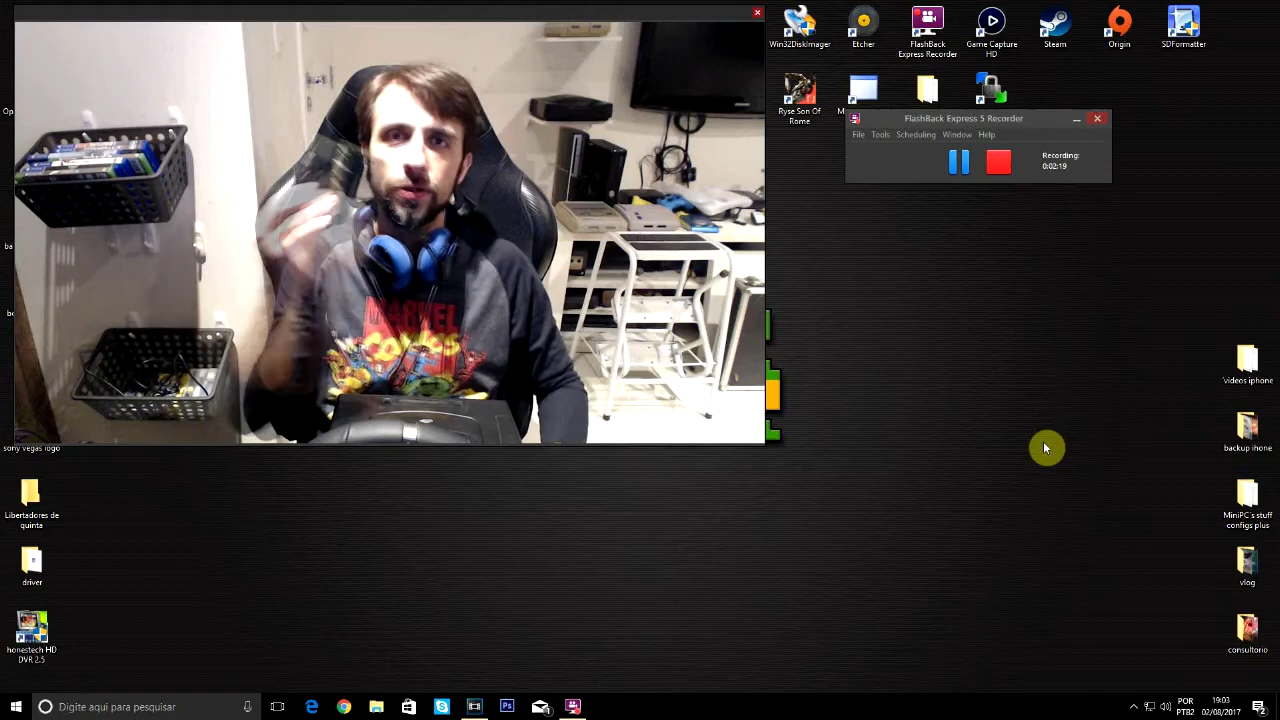 Win32DiskImager
Etcher
FlashBack
Express Recorder
Game Capture
HD
Steam
Origin
SDFormatter
Ryse Son Of
Rome
FlashBack Express 5 Recorder
File Tools Scheduling Window Help
Recording:
0:02:19
MARVEL
COMICS
Videos iphone
sony vegas logo
backup ihone
Libertadores de
quinta
MiniPC's stuff
configs plus
driver
vlog
honestech HD
DVR 2.5
consultorio
Digite aqui para pesquisar
POR
PTB2
19:03
02/08/2017